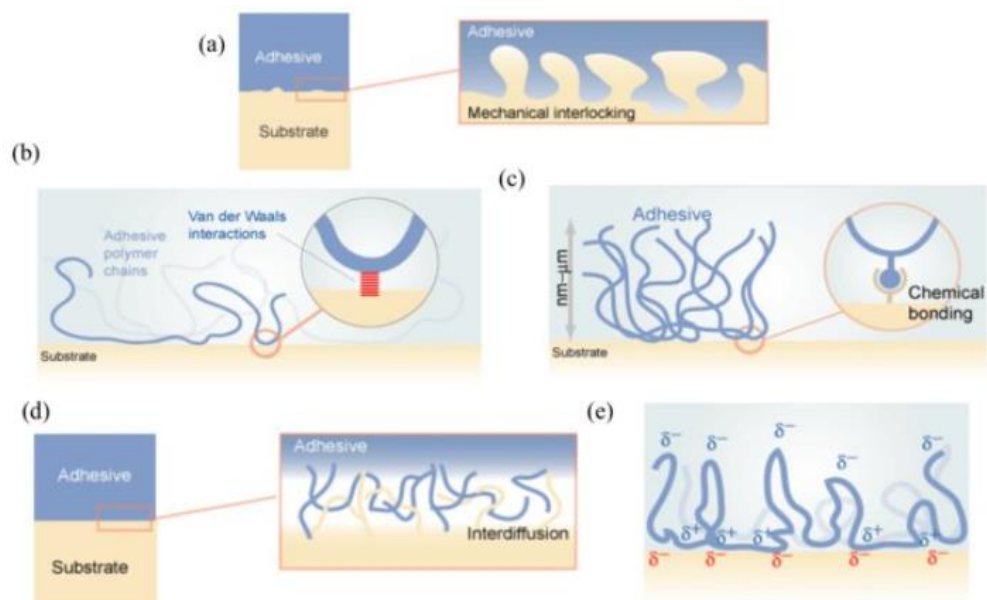 (a)
Adhesive
Substrate
Adhesive
Mechanical interlocking
(b)
Adhesive
polymer
chains
Van der Waals
interactions
Substrate
(c)
nm–μm
Adhesive
Chemical
bonding
Substrate
(d)
Adhesive
Substrate
Adhesive
Interdiffusion
(e)
δ⁻ δ⁻ δ⁻ δ⁻ δ⁻
δ⁺ δ⁺ δ⁺ δ⁺ δ⁺
δ⁻ δ⁻ δ⁻ δ⁻ δ⁻